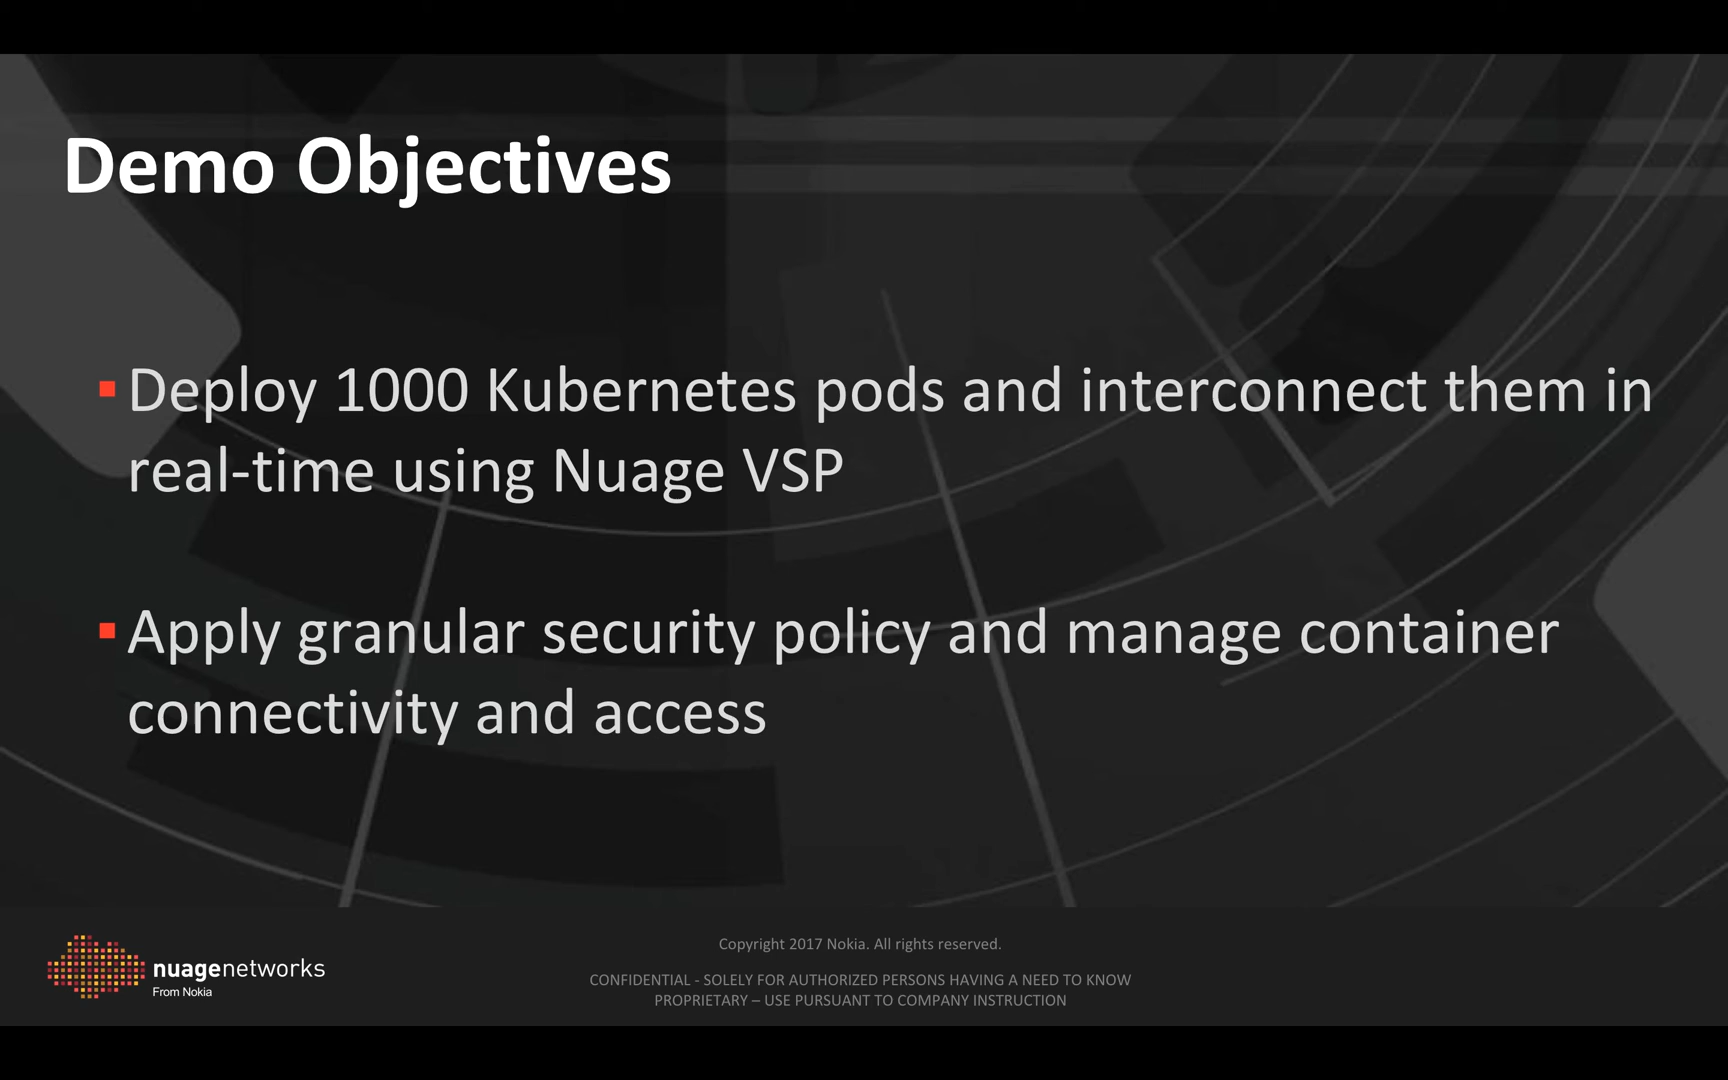 Demo Objectives
▪Deploy 1000 Kubernetes pods and interconnect them in
real-time using Nuage VSP
▪Apply granular security policy and manage container
connectivity and access
nuagenetworks
From Nokia
Copyright 2017 Nokia. All rights reserved.
CONFIDENTIAL - SOLELY FOR AUTHORIZED PERSONS HAVING A NEED TO KNOW
PROPRIETARY – USE PURSUANT TO COMPANY INSTRUCTION